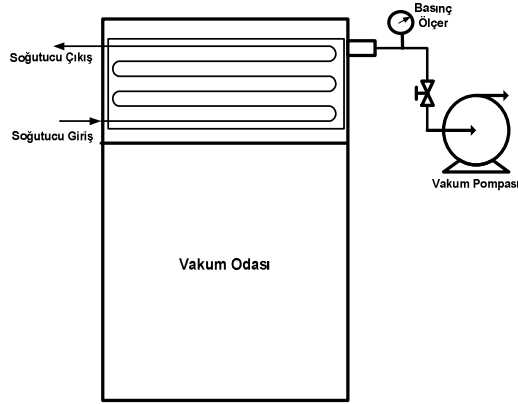 Basınç
Ölçer
Soğutucu Çıkış
Soğutucu Giriş
Vakum Pompası
Vakum Odası